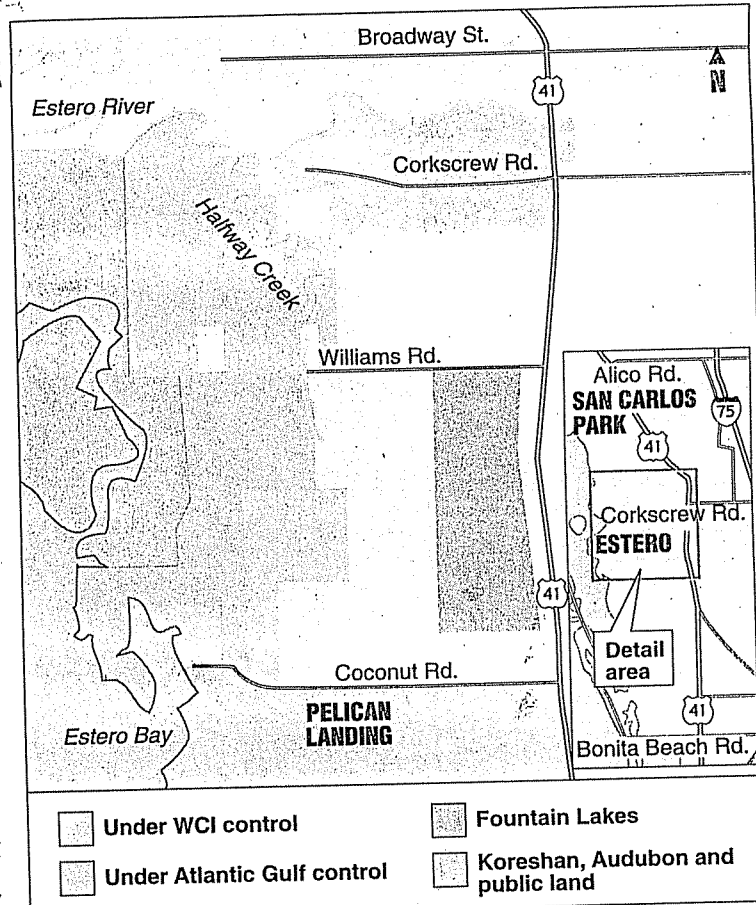 Broadway St.
N
41
Estero River
Corkscrew Rd.
Halfway Creek
Williams Rd.
Alico Rd.
SAN CARLOS
PARK
75
41
Corkscrew Rd.
ESTERO
41
Detail
area
Coconut Rd.
PELICAN
LANDING
41
Estero Bay
Bonita Beach Rd.
Under WCI control
Under Atlantic Gulf control
Fountain Lakes
Koreshan, Audubon and
public land